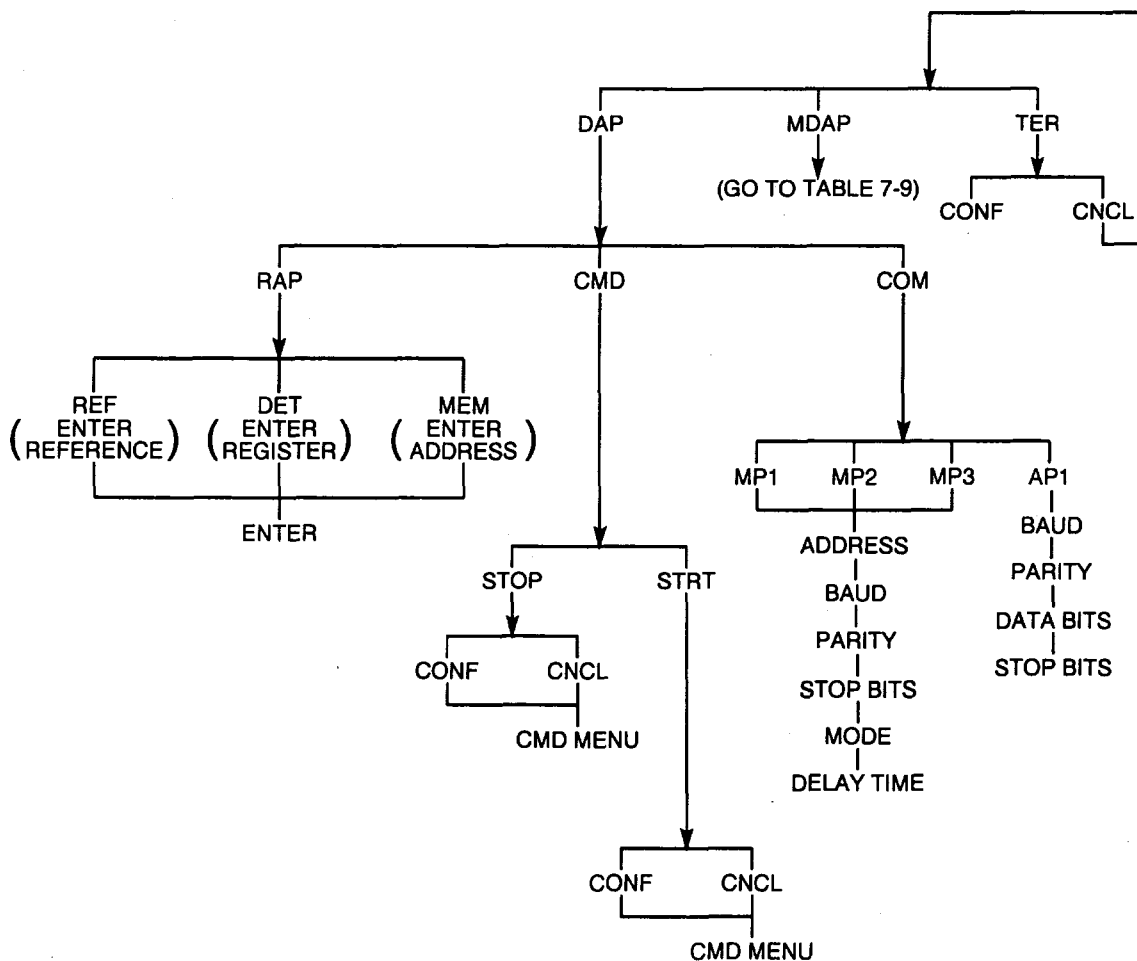 DAP MDAP TER
(GO TO TABLE 7-9)
CONF CNCL
RAP CMD COM
REF DET MEM
( ENTER ) ( ENTER ) ( ENTER )
REFERENCE REGISTER ADDRESS
ENTER
MP1 MP2 MP3 AP1
ADDRESS
BAUD
PARITY
STOP BITS
MODE
DELAY TIME
BAUD
PARITY
DATA BITS
STOP BITS
STOP STRT
CONF CNCL
CMD MENU
CONF CNCL
CMD MENU